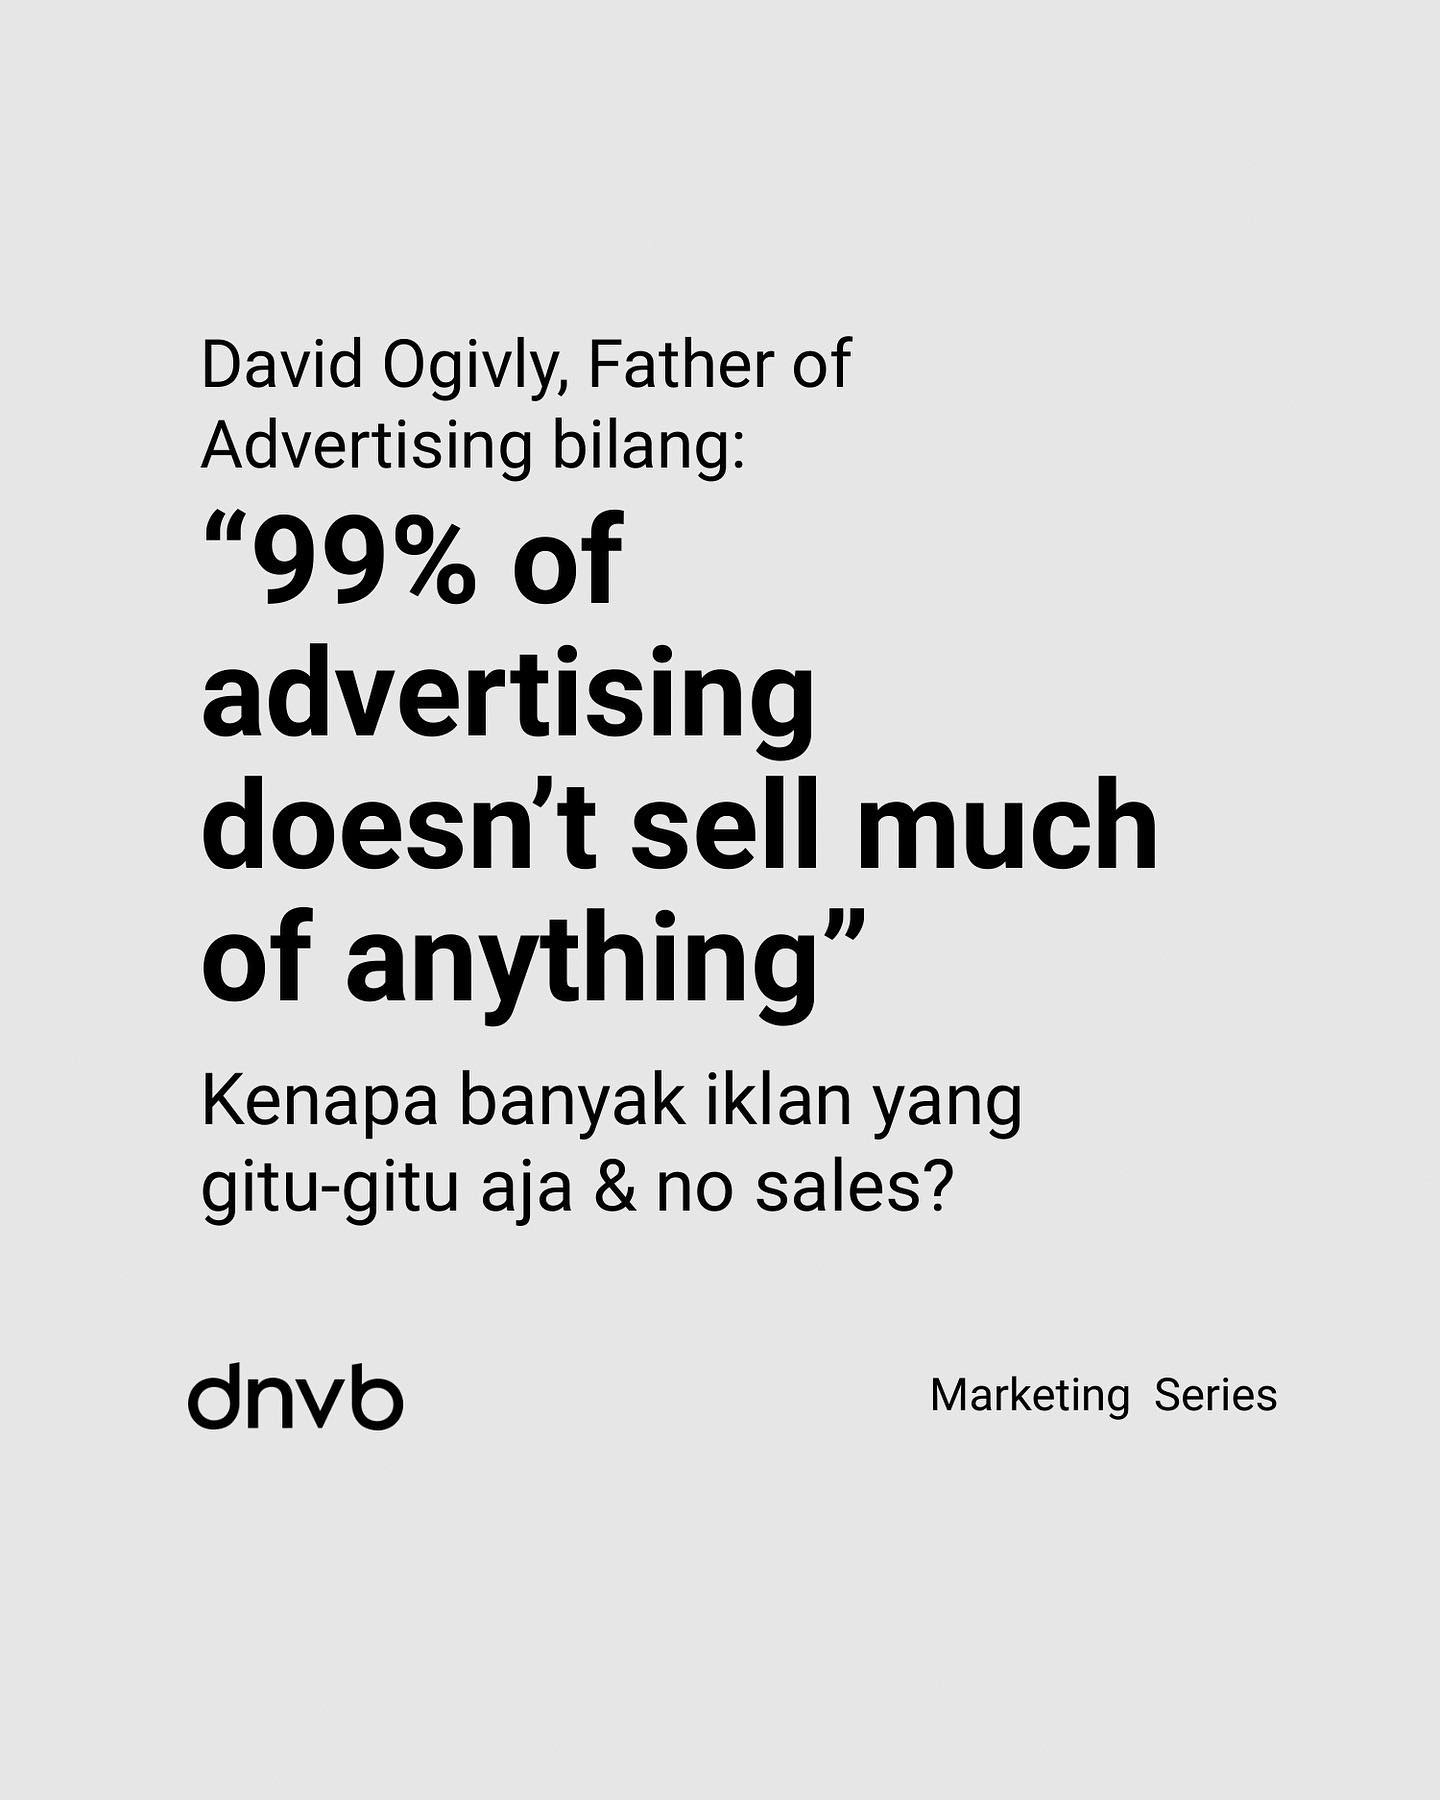 David Ogivly, Father of
Advertising bilang:
“99% of
advertising
doesn’t sell much
of anything”
Kenapa banyak iklan yang
gitu-gitu aja & no sales?
dnvb
Marketing Series